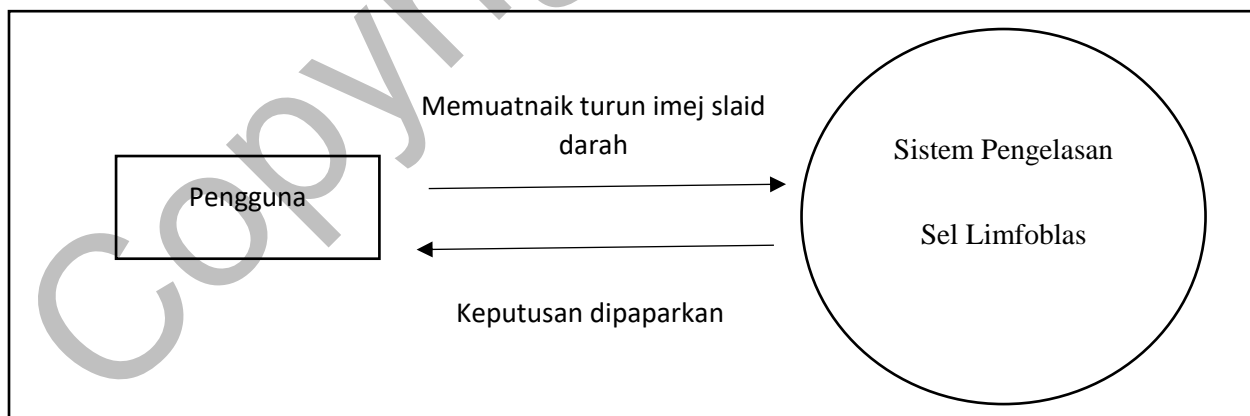 Memuatnaik turun imej slaid
darah
Pengguna
Sistem Pengelasan
Sel Limfoblas
Keputusan dipaparkan